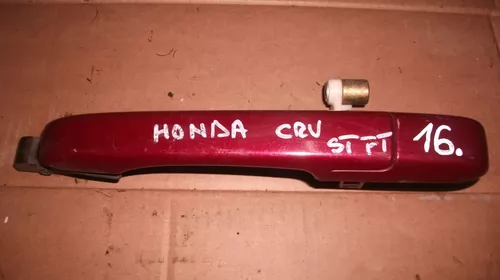 HONDA CRV ST FT 16.